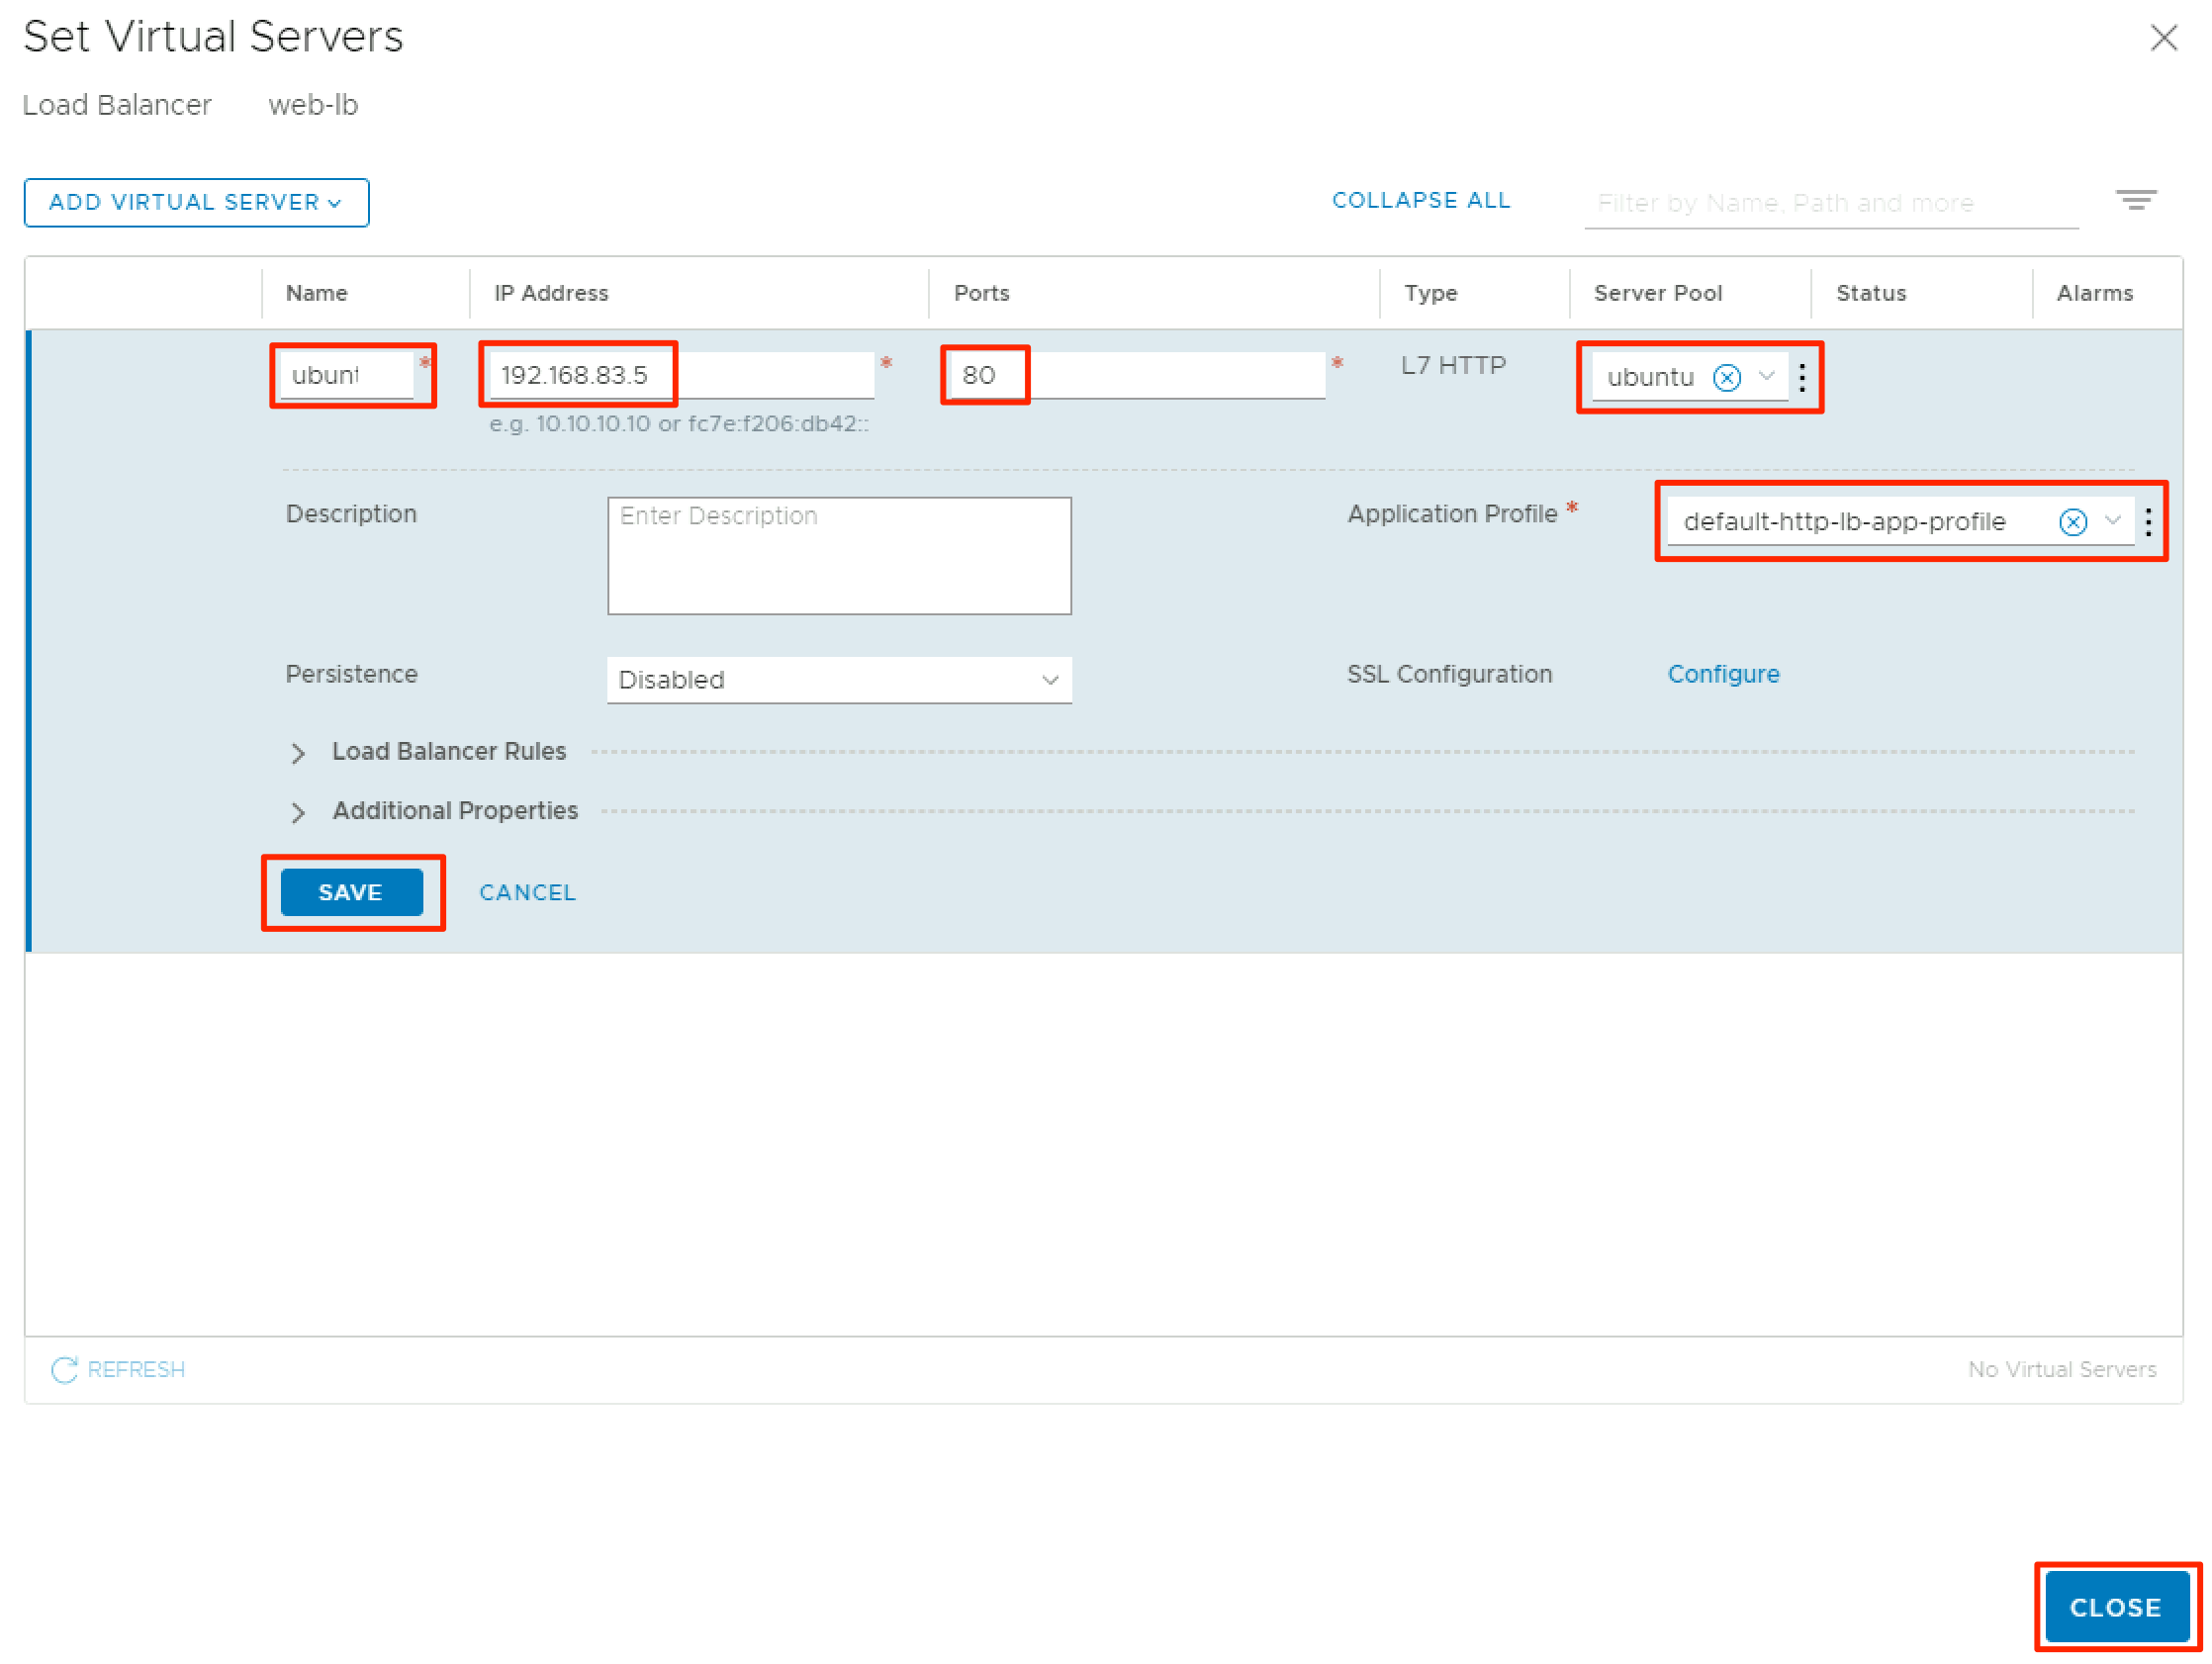 Set Virtual Servers
Load Balancer web-lb
ADD VIRTUAL SERVER
COLLAPSE ALL
Filter by Name, Path and more
Name IP Address Ports Type Server Pool Status Alarms
ubunt * 192.168.83.5 * 80 * L7 HTTP ubuntu
e.g. 10.10.10.10 or fc7e:f206:db42::
Description Enter Description Application Profile * default-http-lb-app-profile
Persistence Disabled SSL Configuration Configure
Load Balancer Rules
Additional Properties
SAVE CANCEL
REFRESH No Virtual Servers
CLOSE